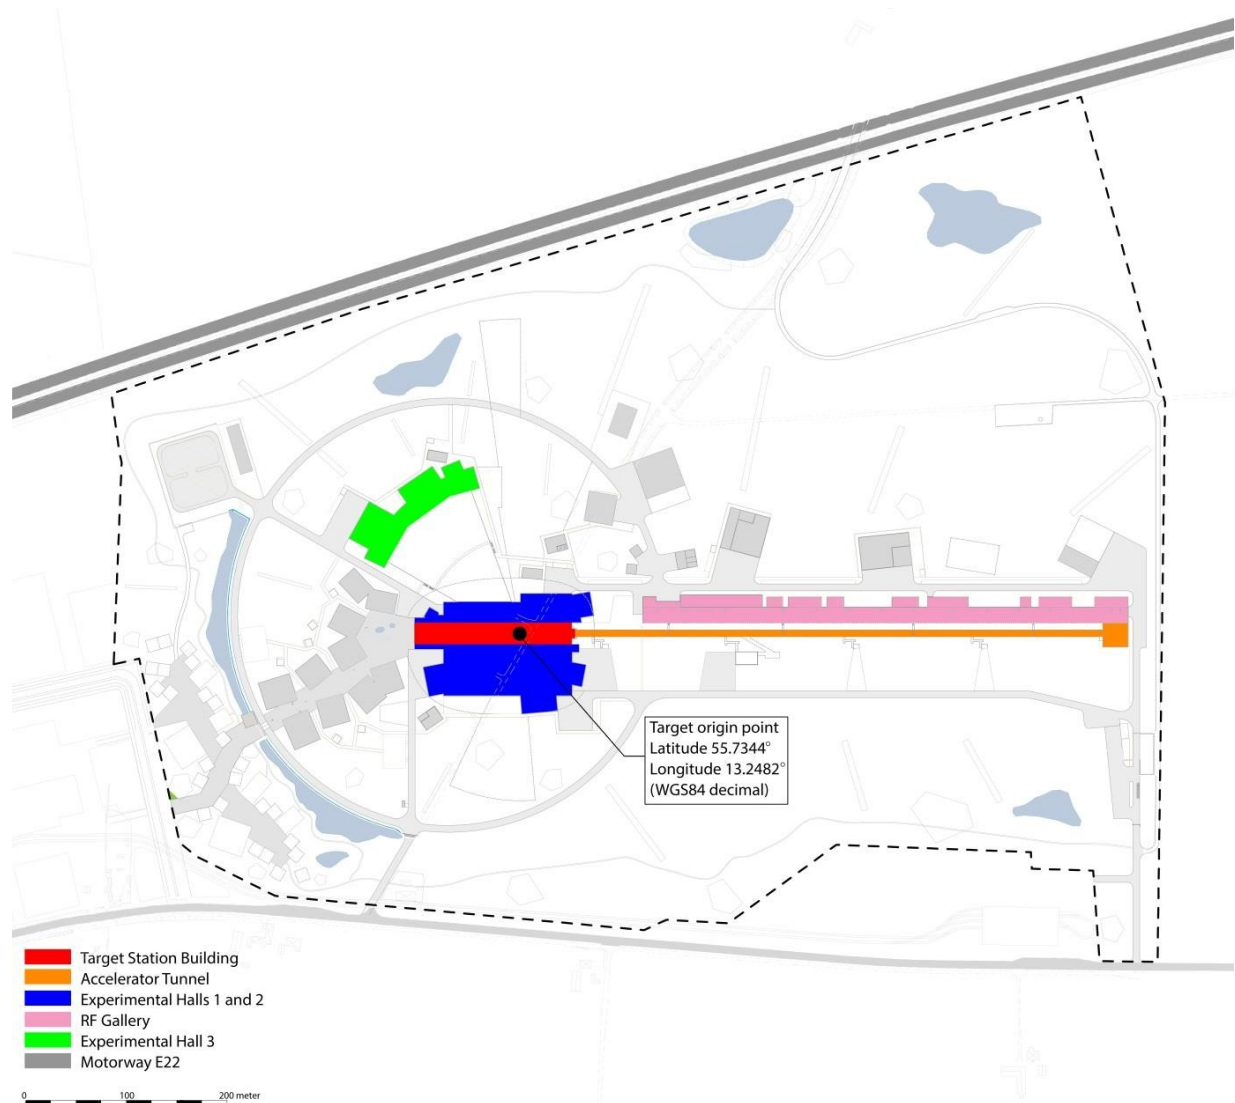 Target origin point
Latitude 55.7344°
Longitude 13.2482°
(WGS84 decimal)
Target Station Building
Accelerator Tunnel
Experimental Halls 1 and 2
RF Gallery
Experimental Hall 3
Motorway E22
0 100 200 meter